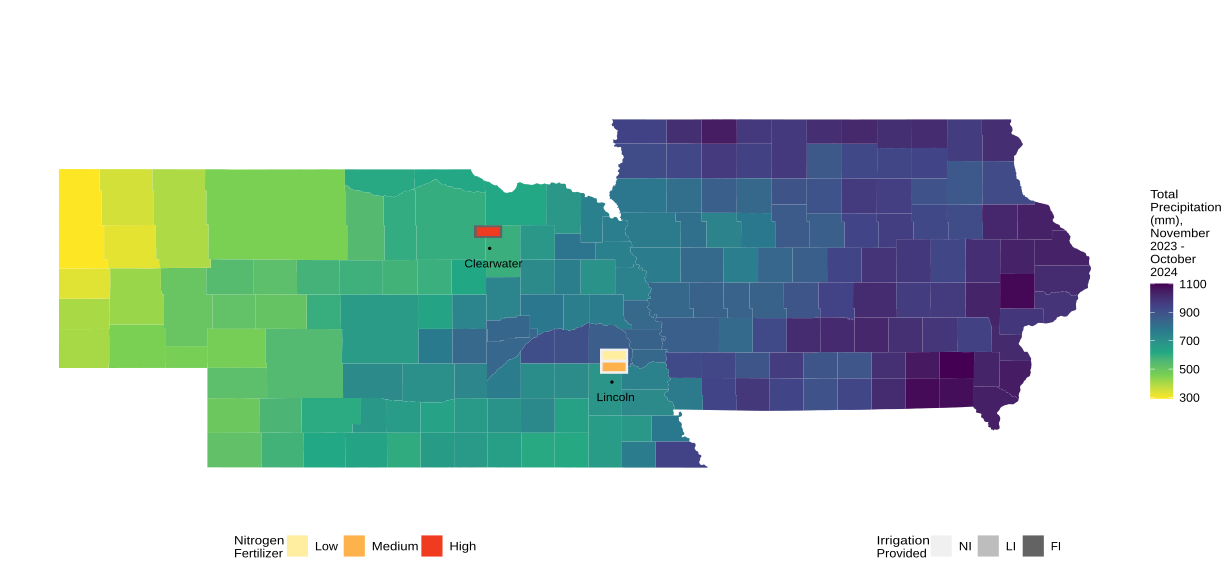 Clearwater
Lincoln
Total
Precipitation
(mm),
November
2023 -
October
2024
1100
900
700
500
300
Nitrogen
Fertilizer
Low
Medium
High
Irrigation
Provided
NI
LI
FI